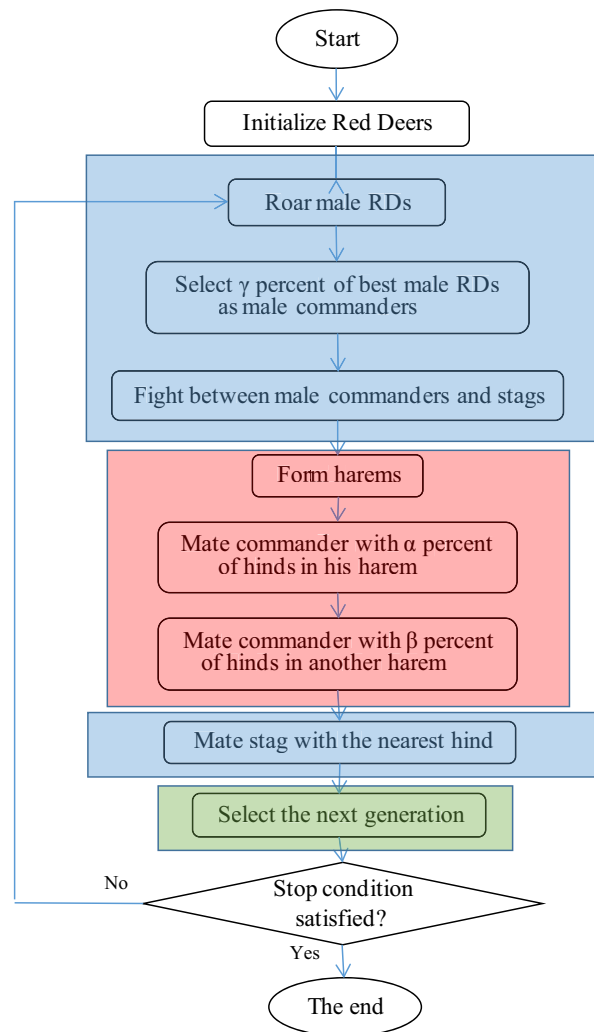 Start
Initialize Red Deers
Roar male RDs
Select γ percent of best male RDs
as male commanders
Fight between male commanders and stags
Form harems
Mate commander with α percent
of hinds in his harem
Mate commander with β percent
of hinds in another harem
Mate stag with the nearest hind
Select the next generation
No
Stop condition
satisfied?
Yes
The end